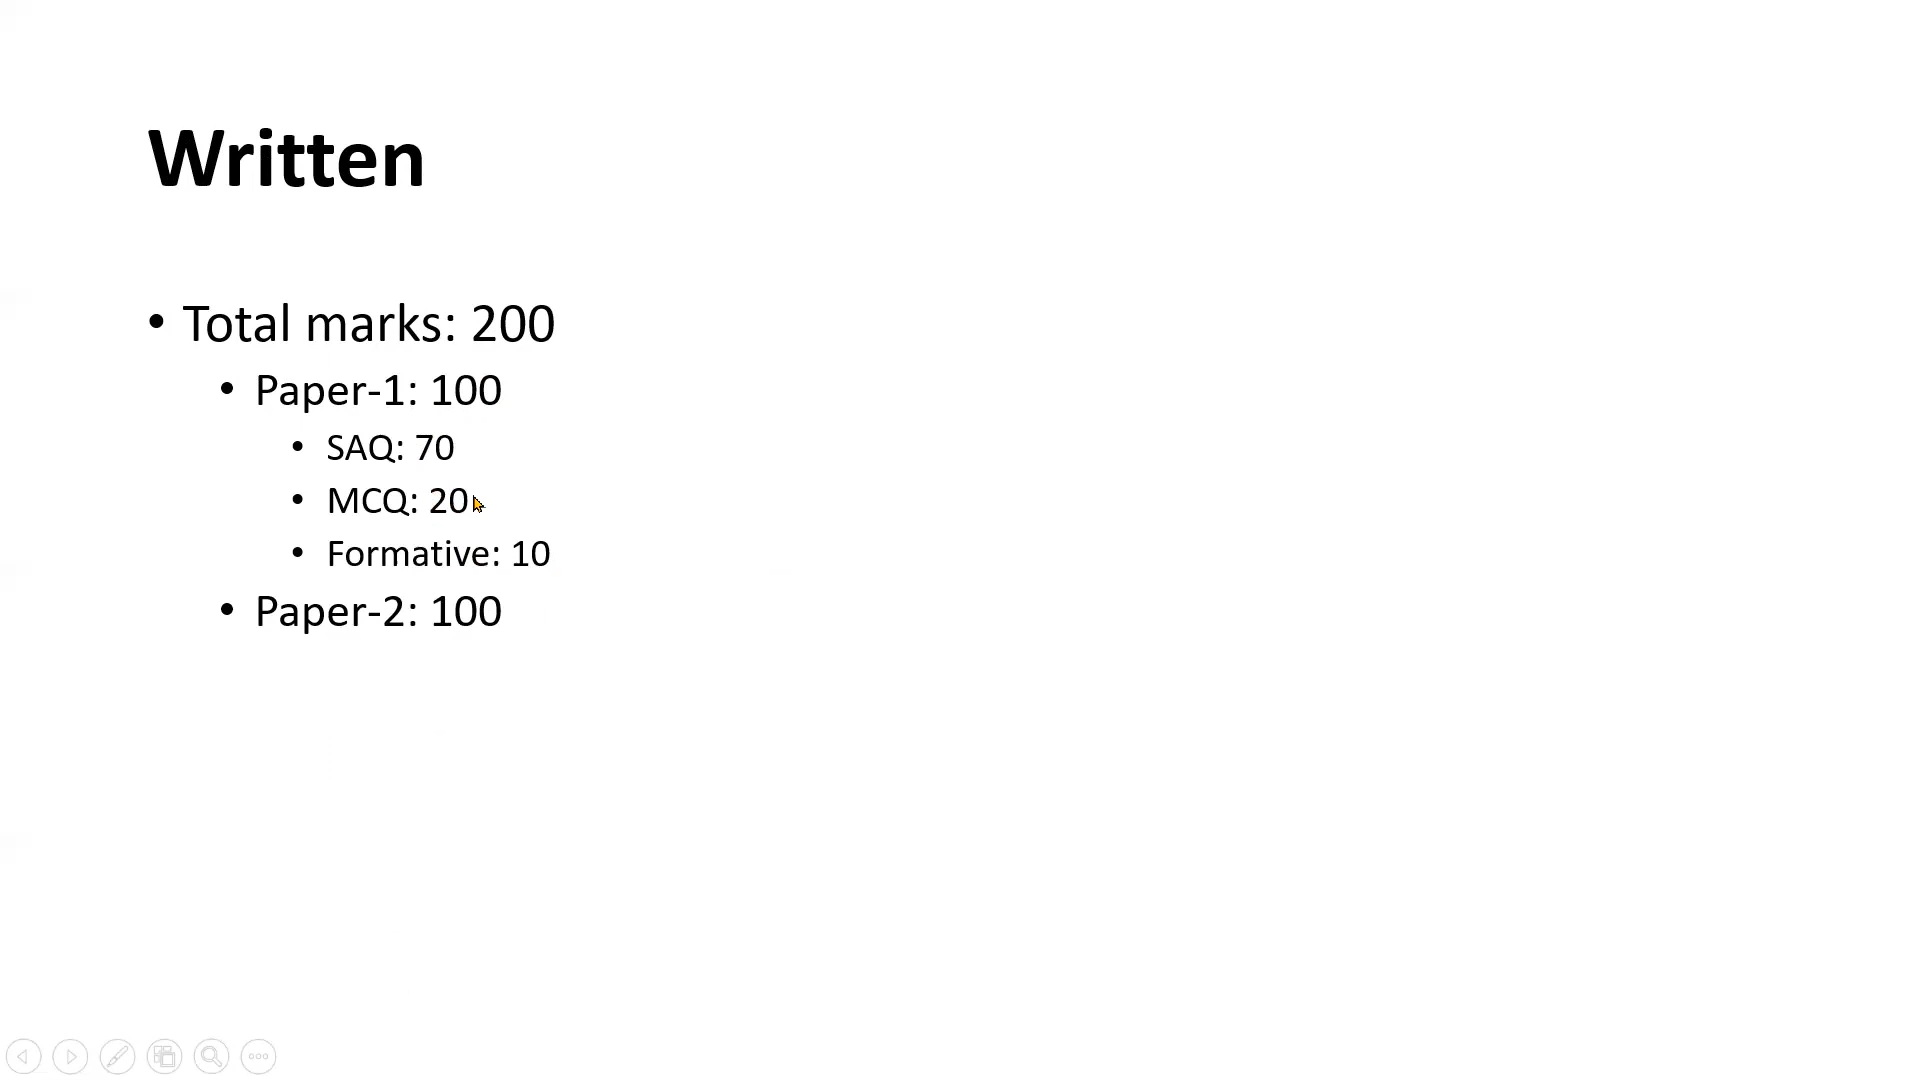 Written
• Total marks: 200
• Paper-1: 100
• SAQ: 70
• MCQ: 20
• Formative: 10
• Paper-2: 100